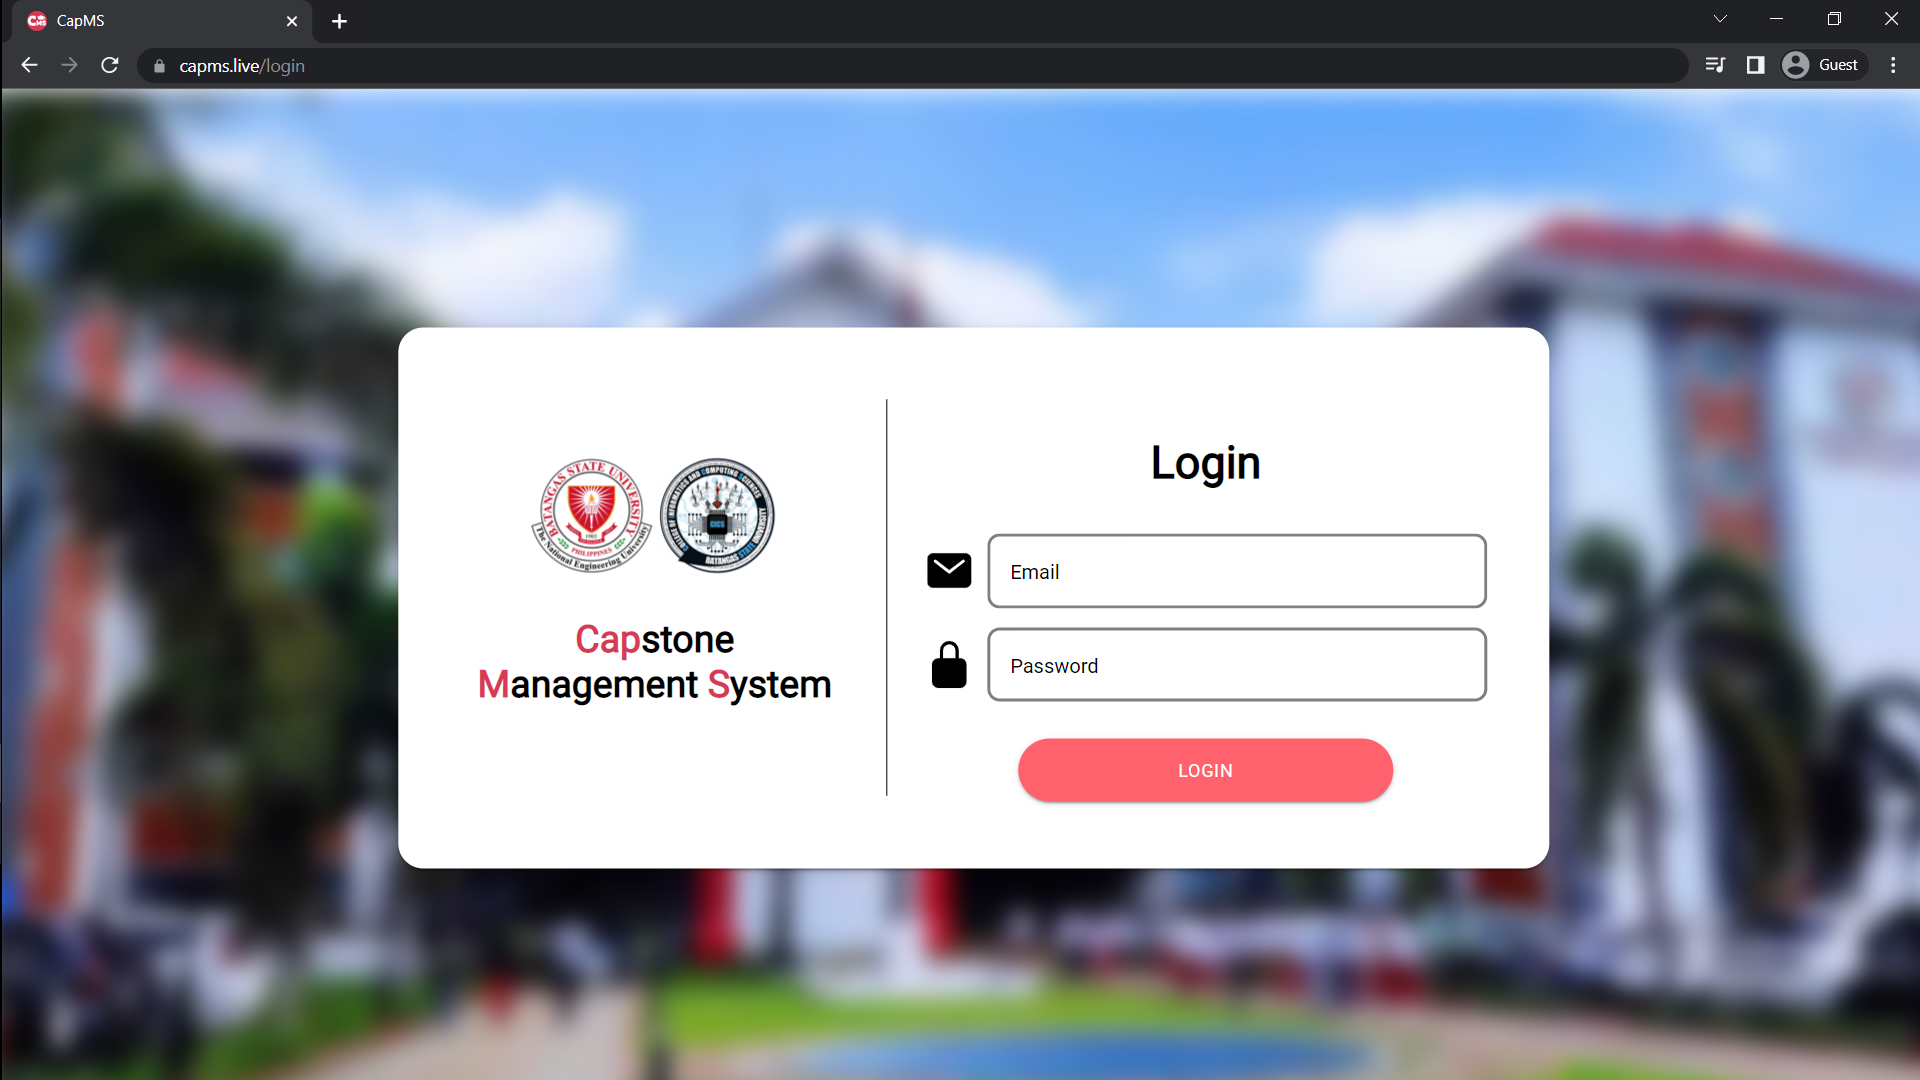 CapMS
capms.live/login
Guest
BATANGAS STATE UNIVERSITY
The National Engineering University
PHILIPPINES
1903
COLLEGE OF INFORMATICS AND COMPUTING SCIENCES
CICS
BATANGAS STATE UNIVERSITY
Capstone
Management System
Login
Email
Password
LOGIN